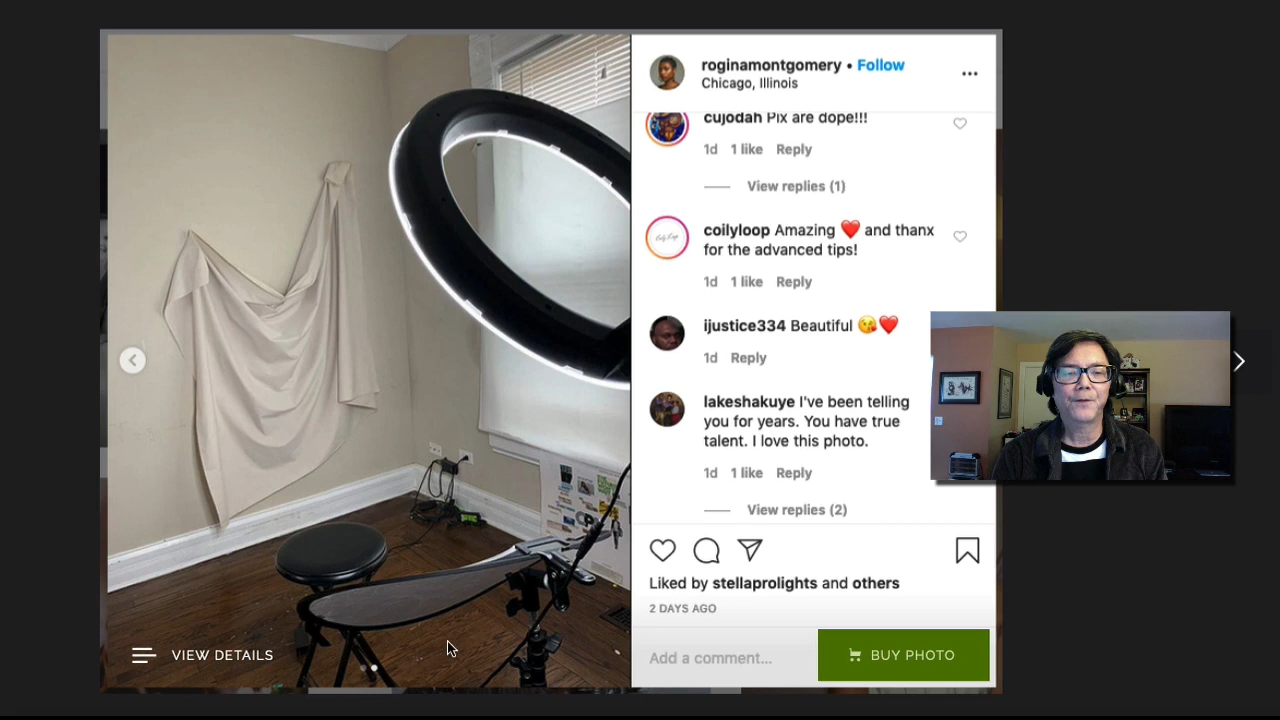 roginamontgomery • Follow
Chicago, Illinois
cujodah Pix are dope!!!
1d 1 like Reply
View replies (1)
coilyloop Amazing ❤️ and thanx
for the advanced tips!
1d 1 like Reply
ijustice334 Beautiful 😘❤️
1d Reply
lakeshakuye I've been telling
you for years. You have true
talent. I love this photo.
1d 1 like Reply
View replies (2)
Liked by stellaprolights and others
2 DAYS AGO
Add a comment...
BUY PHOTO
VIEW DETAILS